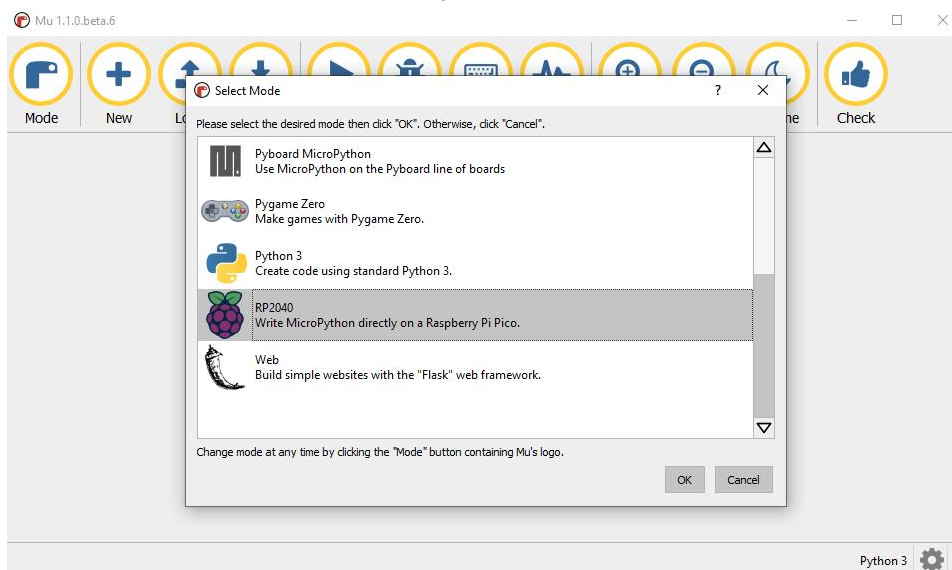 Mu 1.1.0.beta.6
Mode
New
Check
Select Mode
?
Please select the desired mode then click "OK". Otherwise, click "Cancel".
Pyboard MicroPython
Use MicroPython on the Pyboard line of boards
Pygame Zero
Make games with Pygame Zero.
Python 3
Create code using standard Python 3.
RP2040
Write MicroPython directly on a Raspberry Pi Pico.
Web
Build simple websites with the "Flask" web framework.
Change mode at any time by clicking the "Mode" button containing Mu's logo.
OK
Cancel
Python 3